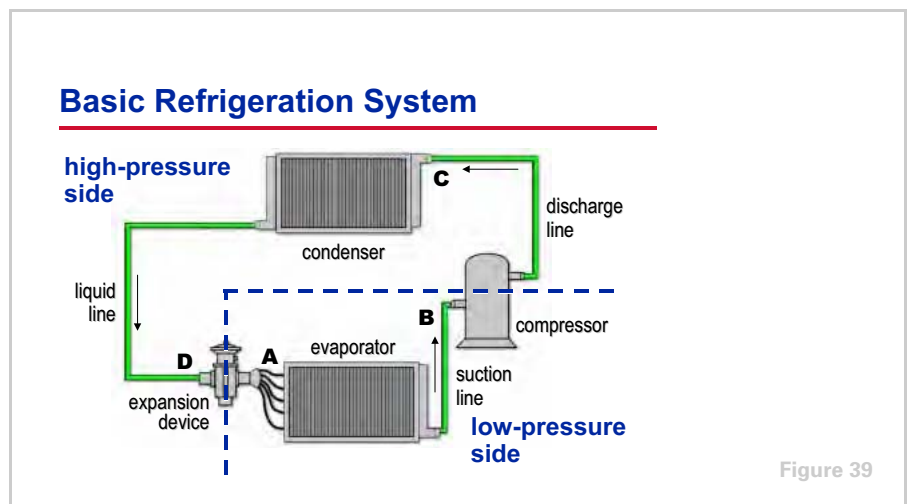 Basic Refrigeration System
high-pressure
side
C
discharge
line
condenser
liquid
line
B
compressor
D
A
evaporator
expansion
device
suction
line
low-pressure
side
Figure 39